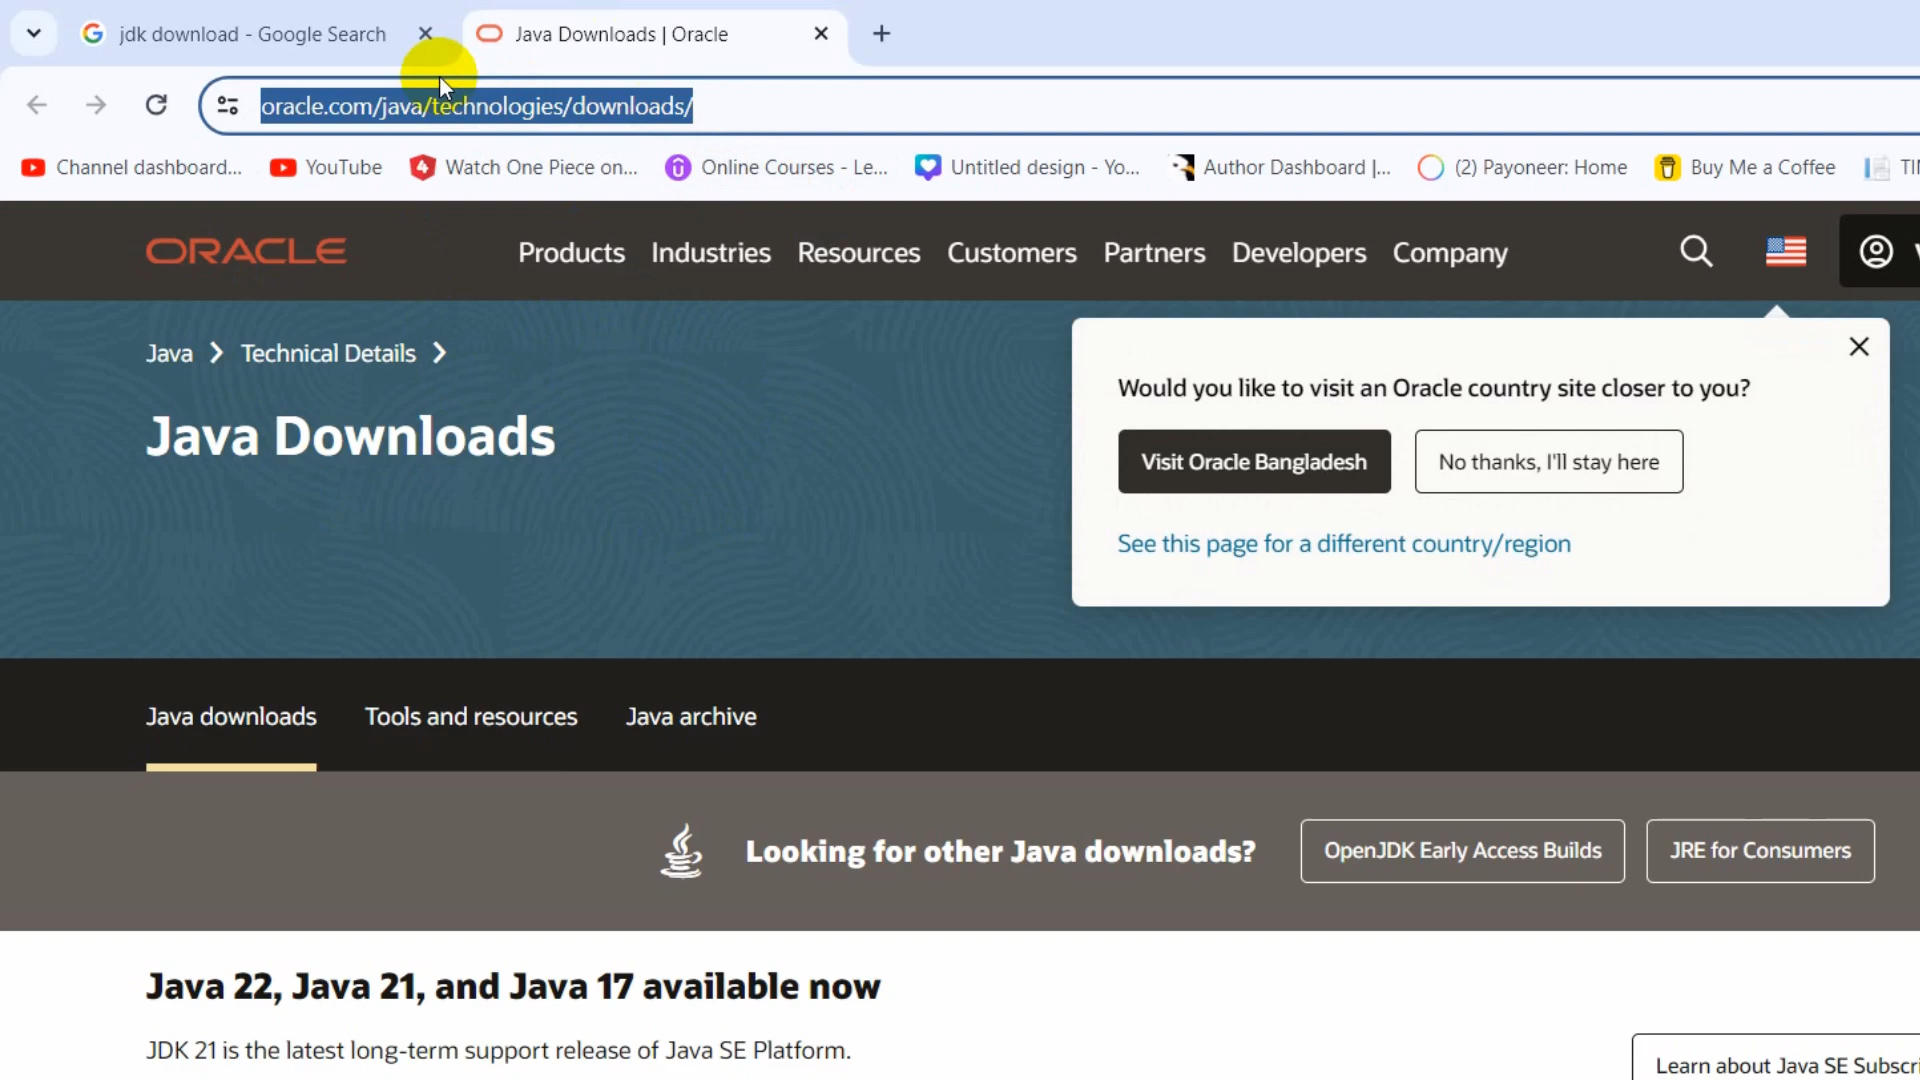 jdk download - Google Search
Java Downloads | Oracle
oracle.com/java/technologies/downloads/
Channel dashboard...
YouTube
Watch One Piece on...
Online Courses - Le...
Untitled design - Yo...
Author Dashboard |...
(2) Payoneer: Home
Buy Me a Coffee
ORACLE
Products Industries Resources Customers Partners Developers Company
Java > Technical Details >
Java Downloads
Would you like to visit an Oracle country site closer to you?
Visit Oracle Bangladesh
No thanks, I'll stay here
See this page for a different country/region
Java downloads Tools and resources Java archive
Looking for other Java downloads?
OpenJDK Early Access Builds
JRE for Consumers
Java 22, Java 21, and Java 17 available now
JDK 21 is the latest long-term support release of Java SE Platform.
Learn about Java SE Subscri